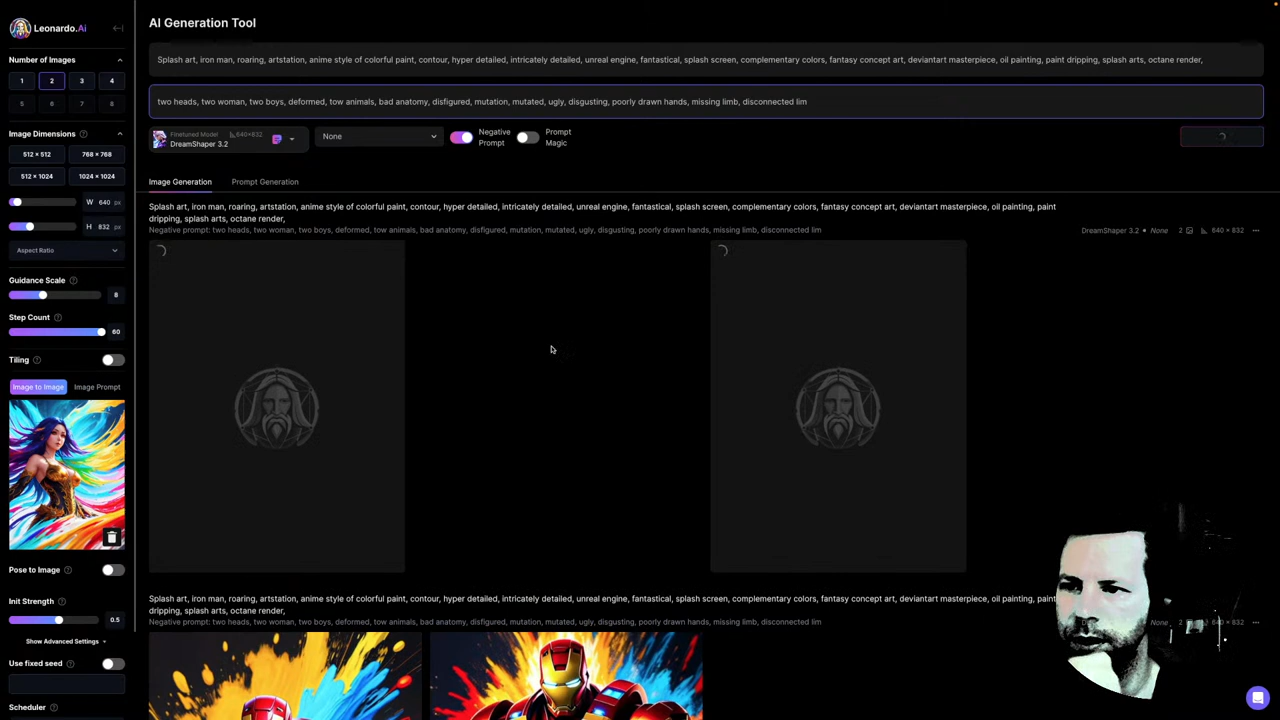 Leonardo.Ai
AI Generation Tool
Number of Images
1 2 3 4
5 6 7 8
Image Dimensions
512 × 512 768 × 768
512 × 1024 1024 × 1024
W 640 px
H 832 px
Aspect Ratio
Guidance Scale
8
Step Count
60
Tiling
Image to Image Image Prompt
Pose to Image
Init Strength
0.5
Show Advanced Settings
Use fixed seed
Scheduler
Splash art, iron man, roaring, artstation, anime style of colorful paint, contour, hyper detailed, intricately detailed, unreal engine, fantastical, splash screen, complementary colors, fantasy concept art, deviantart masterpiece, oil painting, paint dripping, splash arts, octane render,
two heads, two woman, two boys, deformed, tow animals, bad anatomy, disfigured, mutation, mutated, ugly, disgusting, poorly drawn hands, missing limb, disconnected lim
Finetuned Model 640×832
DreamShaper 3.2
None
Negative
Prompt
Prompt
Magic
Image Generation Prompt Generation
Splash art, iron man, roaring, artstation, anime style of colorful paint, contour, hyper detailed, intricately detailed, unreal engine, fantastical, splash screen, complementary colors, fantasy concept art, deviantart masterpiece, oil painting, paint
dripping, splash arts, octane render,
Negative prompt: two heads, two woman, two boys, deformed, tow animals, bad anatomy, disfigured, mutation, mutated, ugly, disgusting, poorly drawn hands, missing limb, disconnected lim
DreamShaper 3.2 None 2 640 × 832
Splash art, iron man, roaring, artstation, anime style of colorful paint, contour, hyper detailed, intricately detailed, unreal engine, fantastical, splash screen, complementary colors, fantasy concept art, deviantart masterpiece, oil painting, paint
dripping, splash arts, octane render,
Negative prompt: two heads, two woman, two boys, deformed, tow animals, bad anatomy, disfigured, mutation, mutated, ugly, disgusting, poorly drawn hands, missing limb, disconnected lim
640 × 832